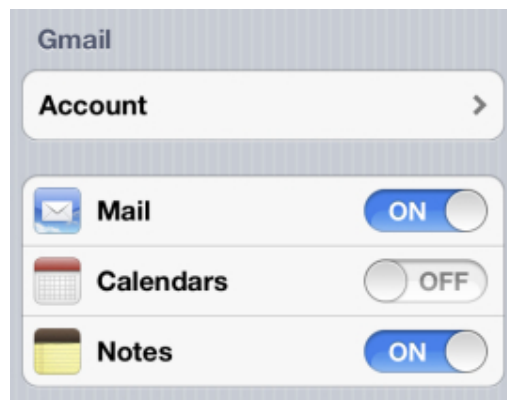 Gmail
Account
Mail ON
Calendars OFF
Notes ON